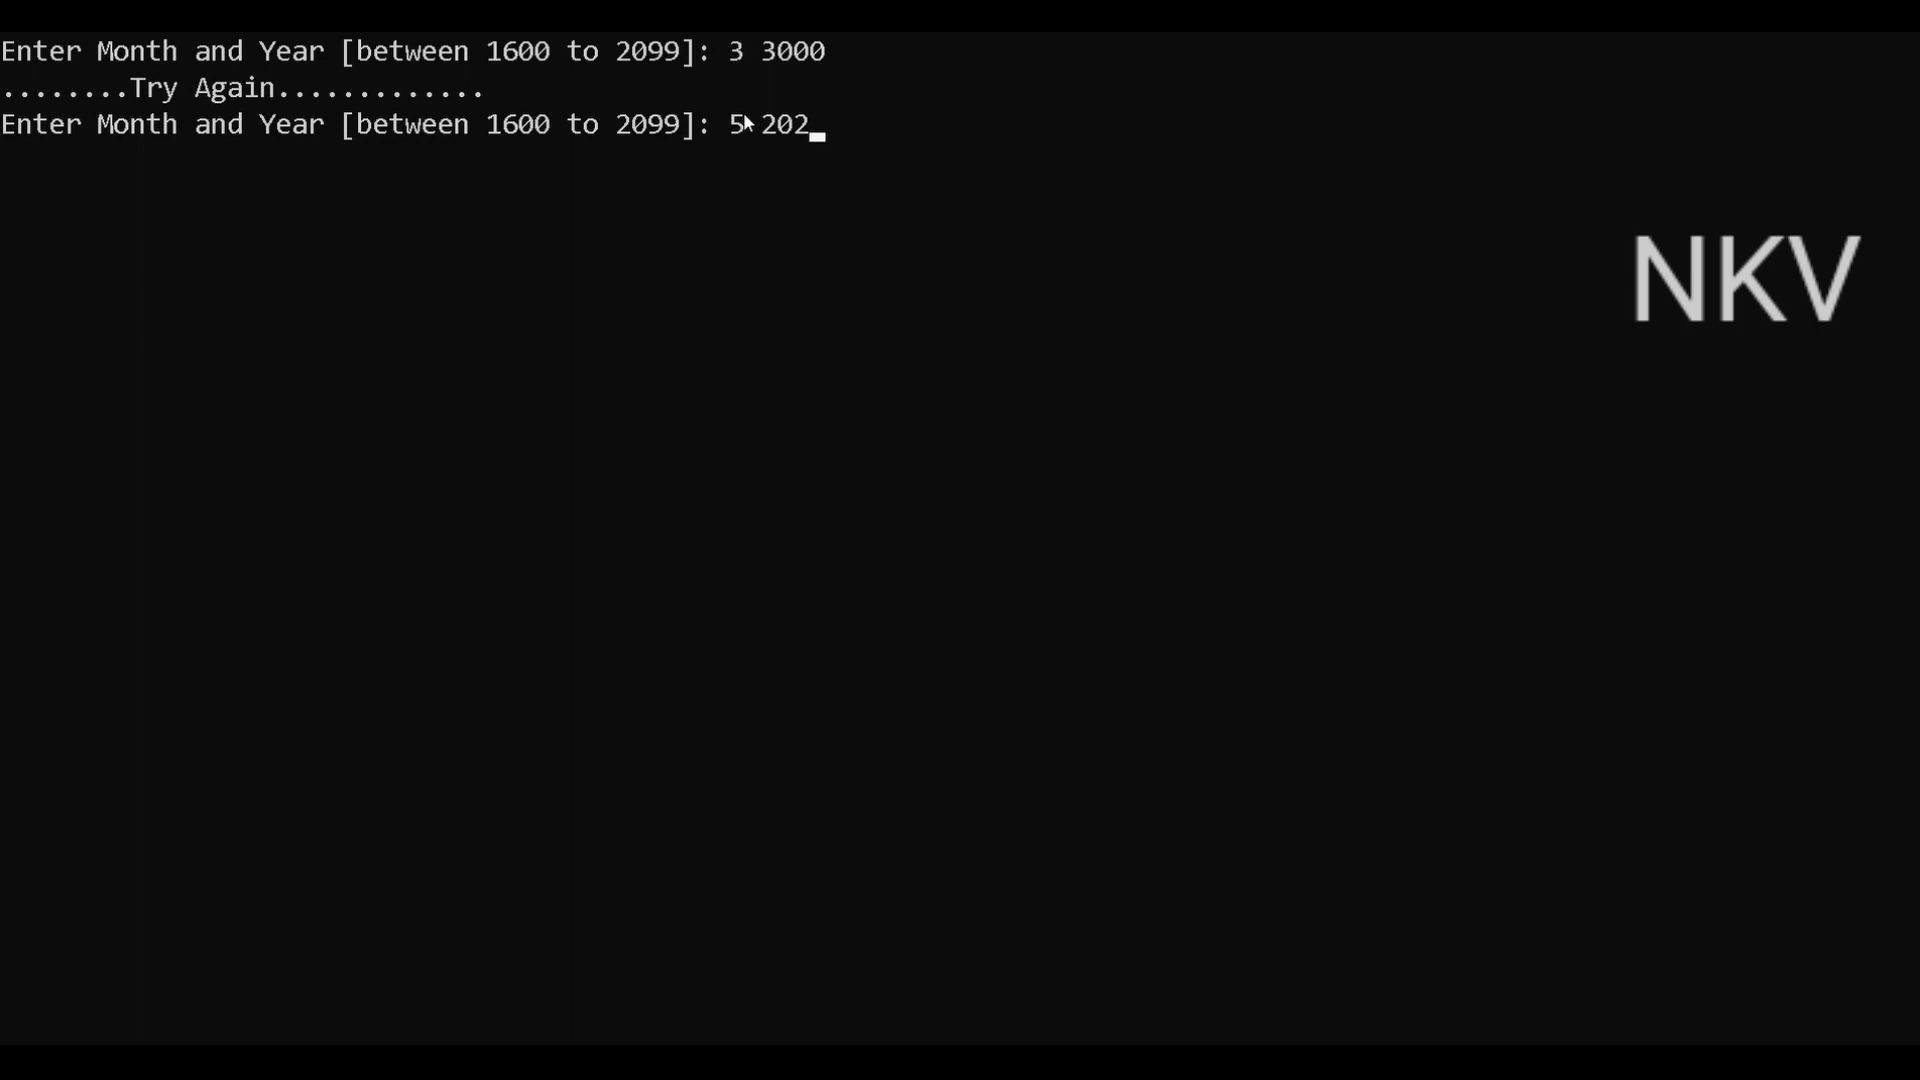 Enter Month and Year [between 1600 to 2099]: 3 3000
........Try Again.............
Enter Month and Year [between 1600 to 2099]: 5 202
NKV